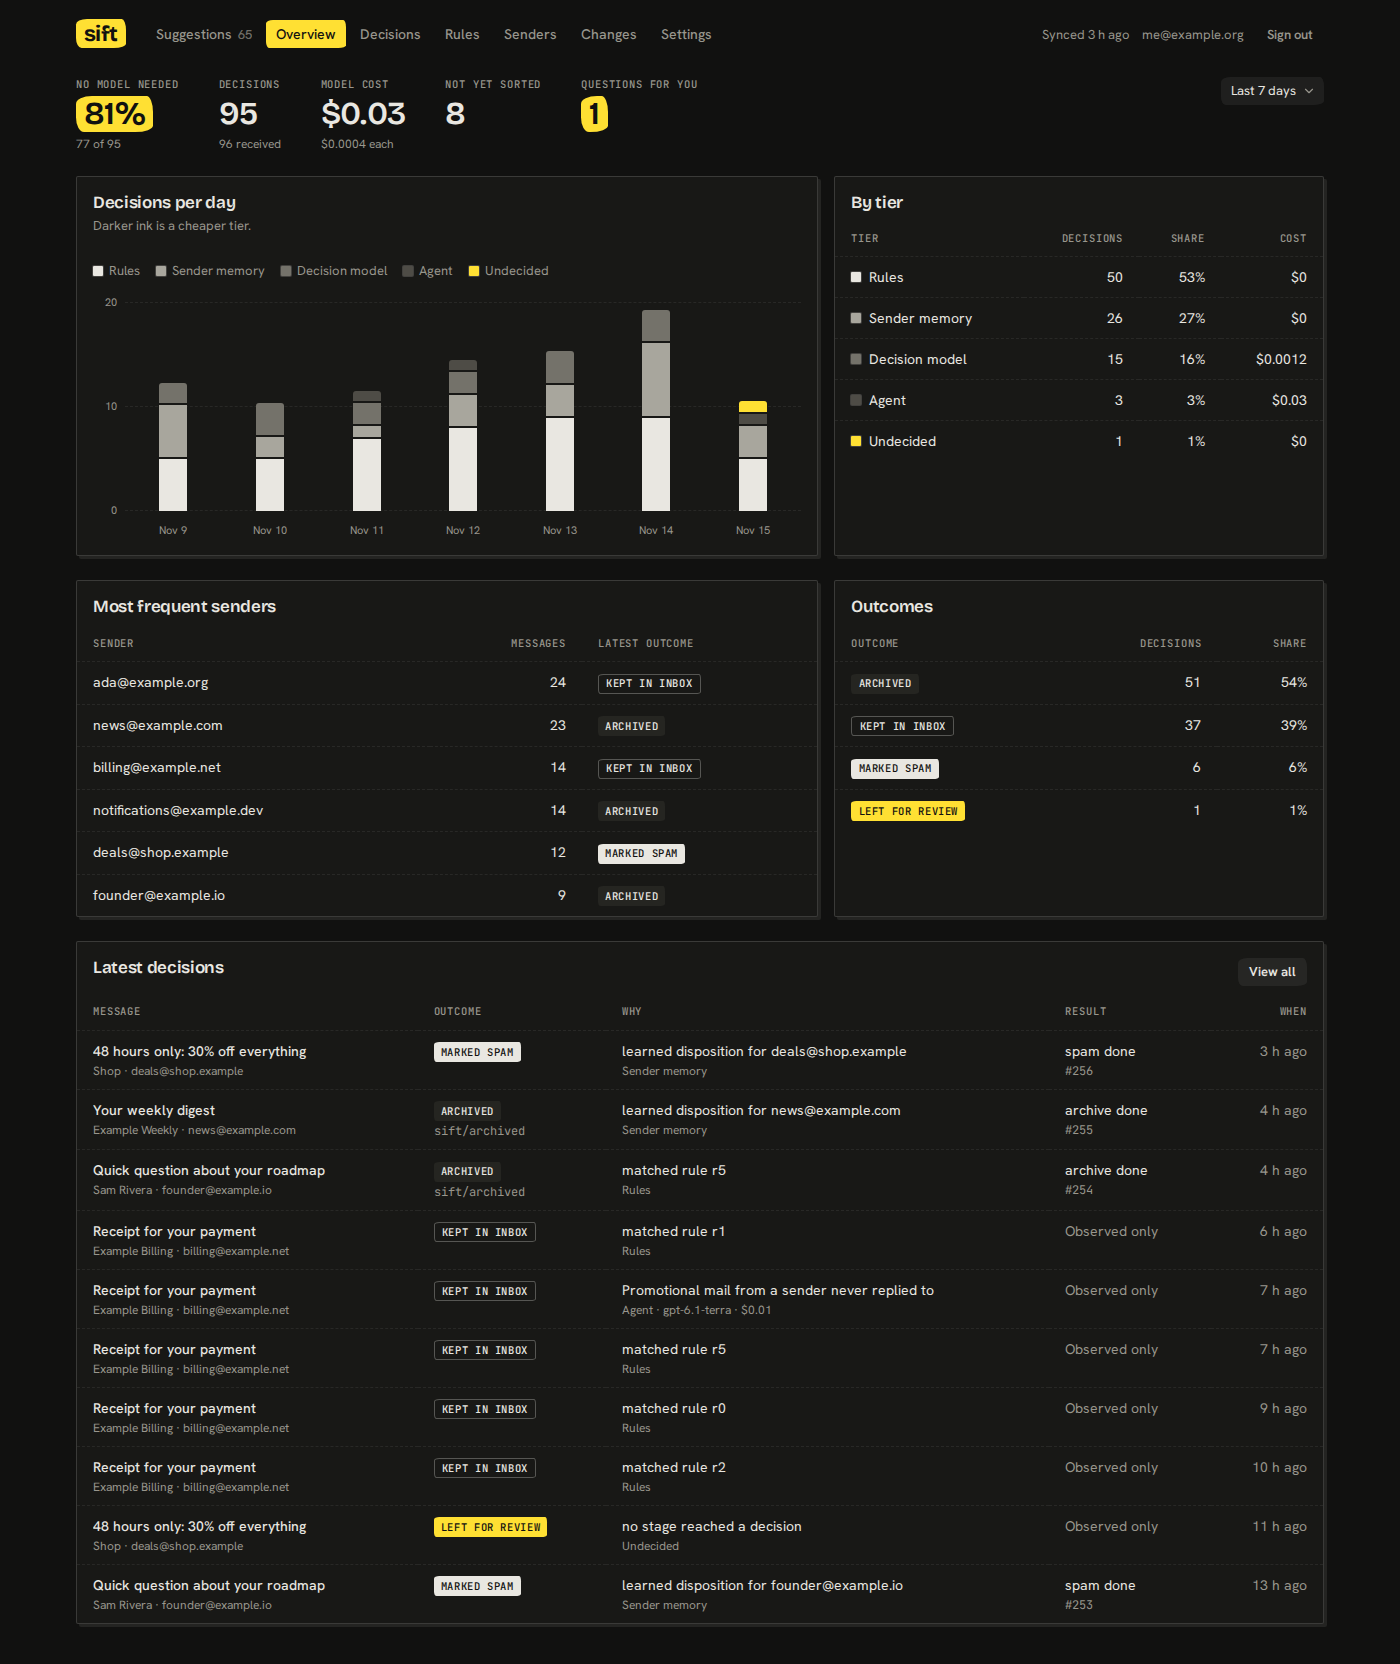 sift Suggestions 65 Overview Decisions Rules Senders Changes Settings Synced 3 h ago me@example.org Sign out
NO MODEL NEEDED DECISIONS MODEL COST NOT YET SORTED QUESTIONS FOR YOU
81% 95 $0.03 8 1 Last 7 days
77 of 95 96 received $0.0004 each
Decisions per day
Darker ink is a cheaper tier.
Rules Sender memory Decision model Agent Undecided
20
10
0
Nov 9 Nov 10 Nov 11 Nov 12 Nov 13 Nov 14 Nov 15
By tier
TIER DECISIONS SHARE COST
Rules 50 53% $0
Sender memory 26 27% $0
Decision model 15 16% $0.0012
Agent 3 3% $0.03
Undecided 1 1% $0
Most frequent senders
SENDER MESSAGES LATEST OUTCOME
ada@example.org 24 KEPT IN INBOX
news@example.com 23 ARCHIVED
billing@example.net 14 KEPT IN INBOX
notifications@example.dev 14 ARCHIVED
deals@shop.example 12 MARKED SPAM
founder@example.io 9 ARCHIVED
Outcomes
OUTCOME DECISIONS SHARE
ARCHIVED 51 54%
KEPT IN INBOX 37 39%
MARKED SPAM 6 6%
LEFT FOR REVIEW 1 1%
Latest decisions View all
MESSAGE OUTCOME WHY RESULT WHEN
48 hours only: 30% off everything MARKED SPAM learned disposition for deals@shop.example spam done 3 h ago
Shop · deals@shop.example Sender memory #256
Your weekly digest ARCHIVED learned disposition for news@example.com archive done 4 h ago
Example Weekly · news@example.com sift/archived Sender memory #255
Quick question about your roadmap ARCHIVED matched rule r5 archive done 4 h ago
Sam Rivera · founder@example.io sift/archived Rules #254
Receipt for your payment KEPT IN INBOX matched rule r1 Observed only 6 h ago
Example Billing · billing@example.net Rules
Receipt for your payment KEPT IN INBOX Promotional mail from a sender never replied to Observed only 7 h ago
Example Billing · billing@example.net Agent · gpt-6.1-terra · $0.01
Receipt for your payment KEPT IN INBOX matched rule r5 Observed only 7 h ago
Example Billing · billing@example.net Rules
Receipt for your payment KEPT IN INBOX matched rule r0 Observed only 9 h ago
Example Billing · billing@example.net Rules
Receipt for your payment KEPT IN INBOX matched rule r2 Observed only 10 h ago
Example Billing · billing@example.net Rules
48 hours only: 30% off everything LEFT FOR REVIEW no stage reached a decision Observed only 11 h ago
Shop · deals@shop.example Undecided
Quick question about your roadmap MARKED SPAM learned disposition for founder@example.io spam done 13 h ago
Sam Rivera · founder@example.io Sender memory #253